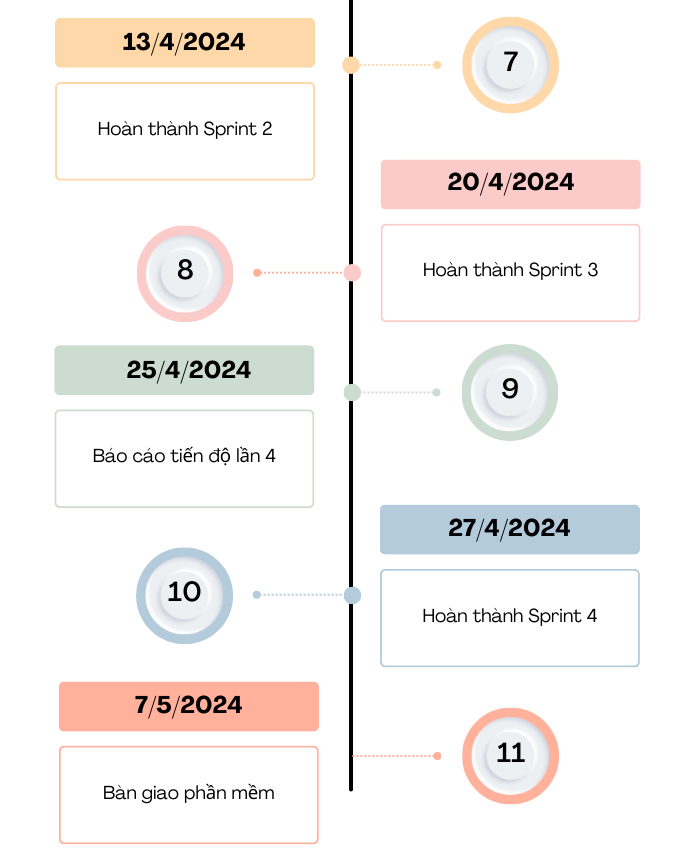 13/4/2024
7
Hoàn thành Sprint 2
20/4/2024
8
Hoàn thành Sprint 3
25/4/2024
9
Báo cáo tiến độ lần 4
27/4/2024
10
Hoàn thành Sprint 4
7/5/2024
11
Bàn giao phần mềm